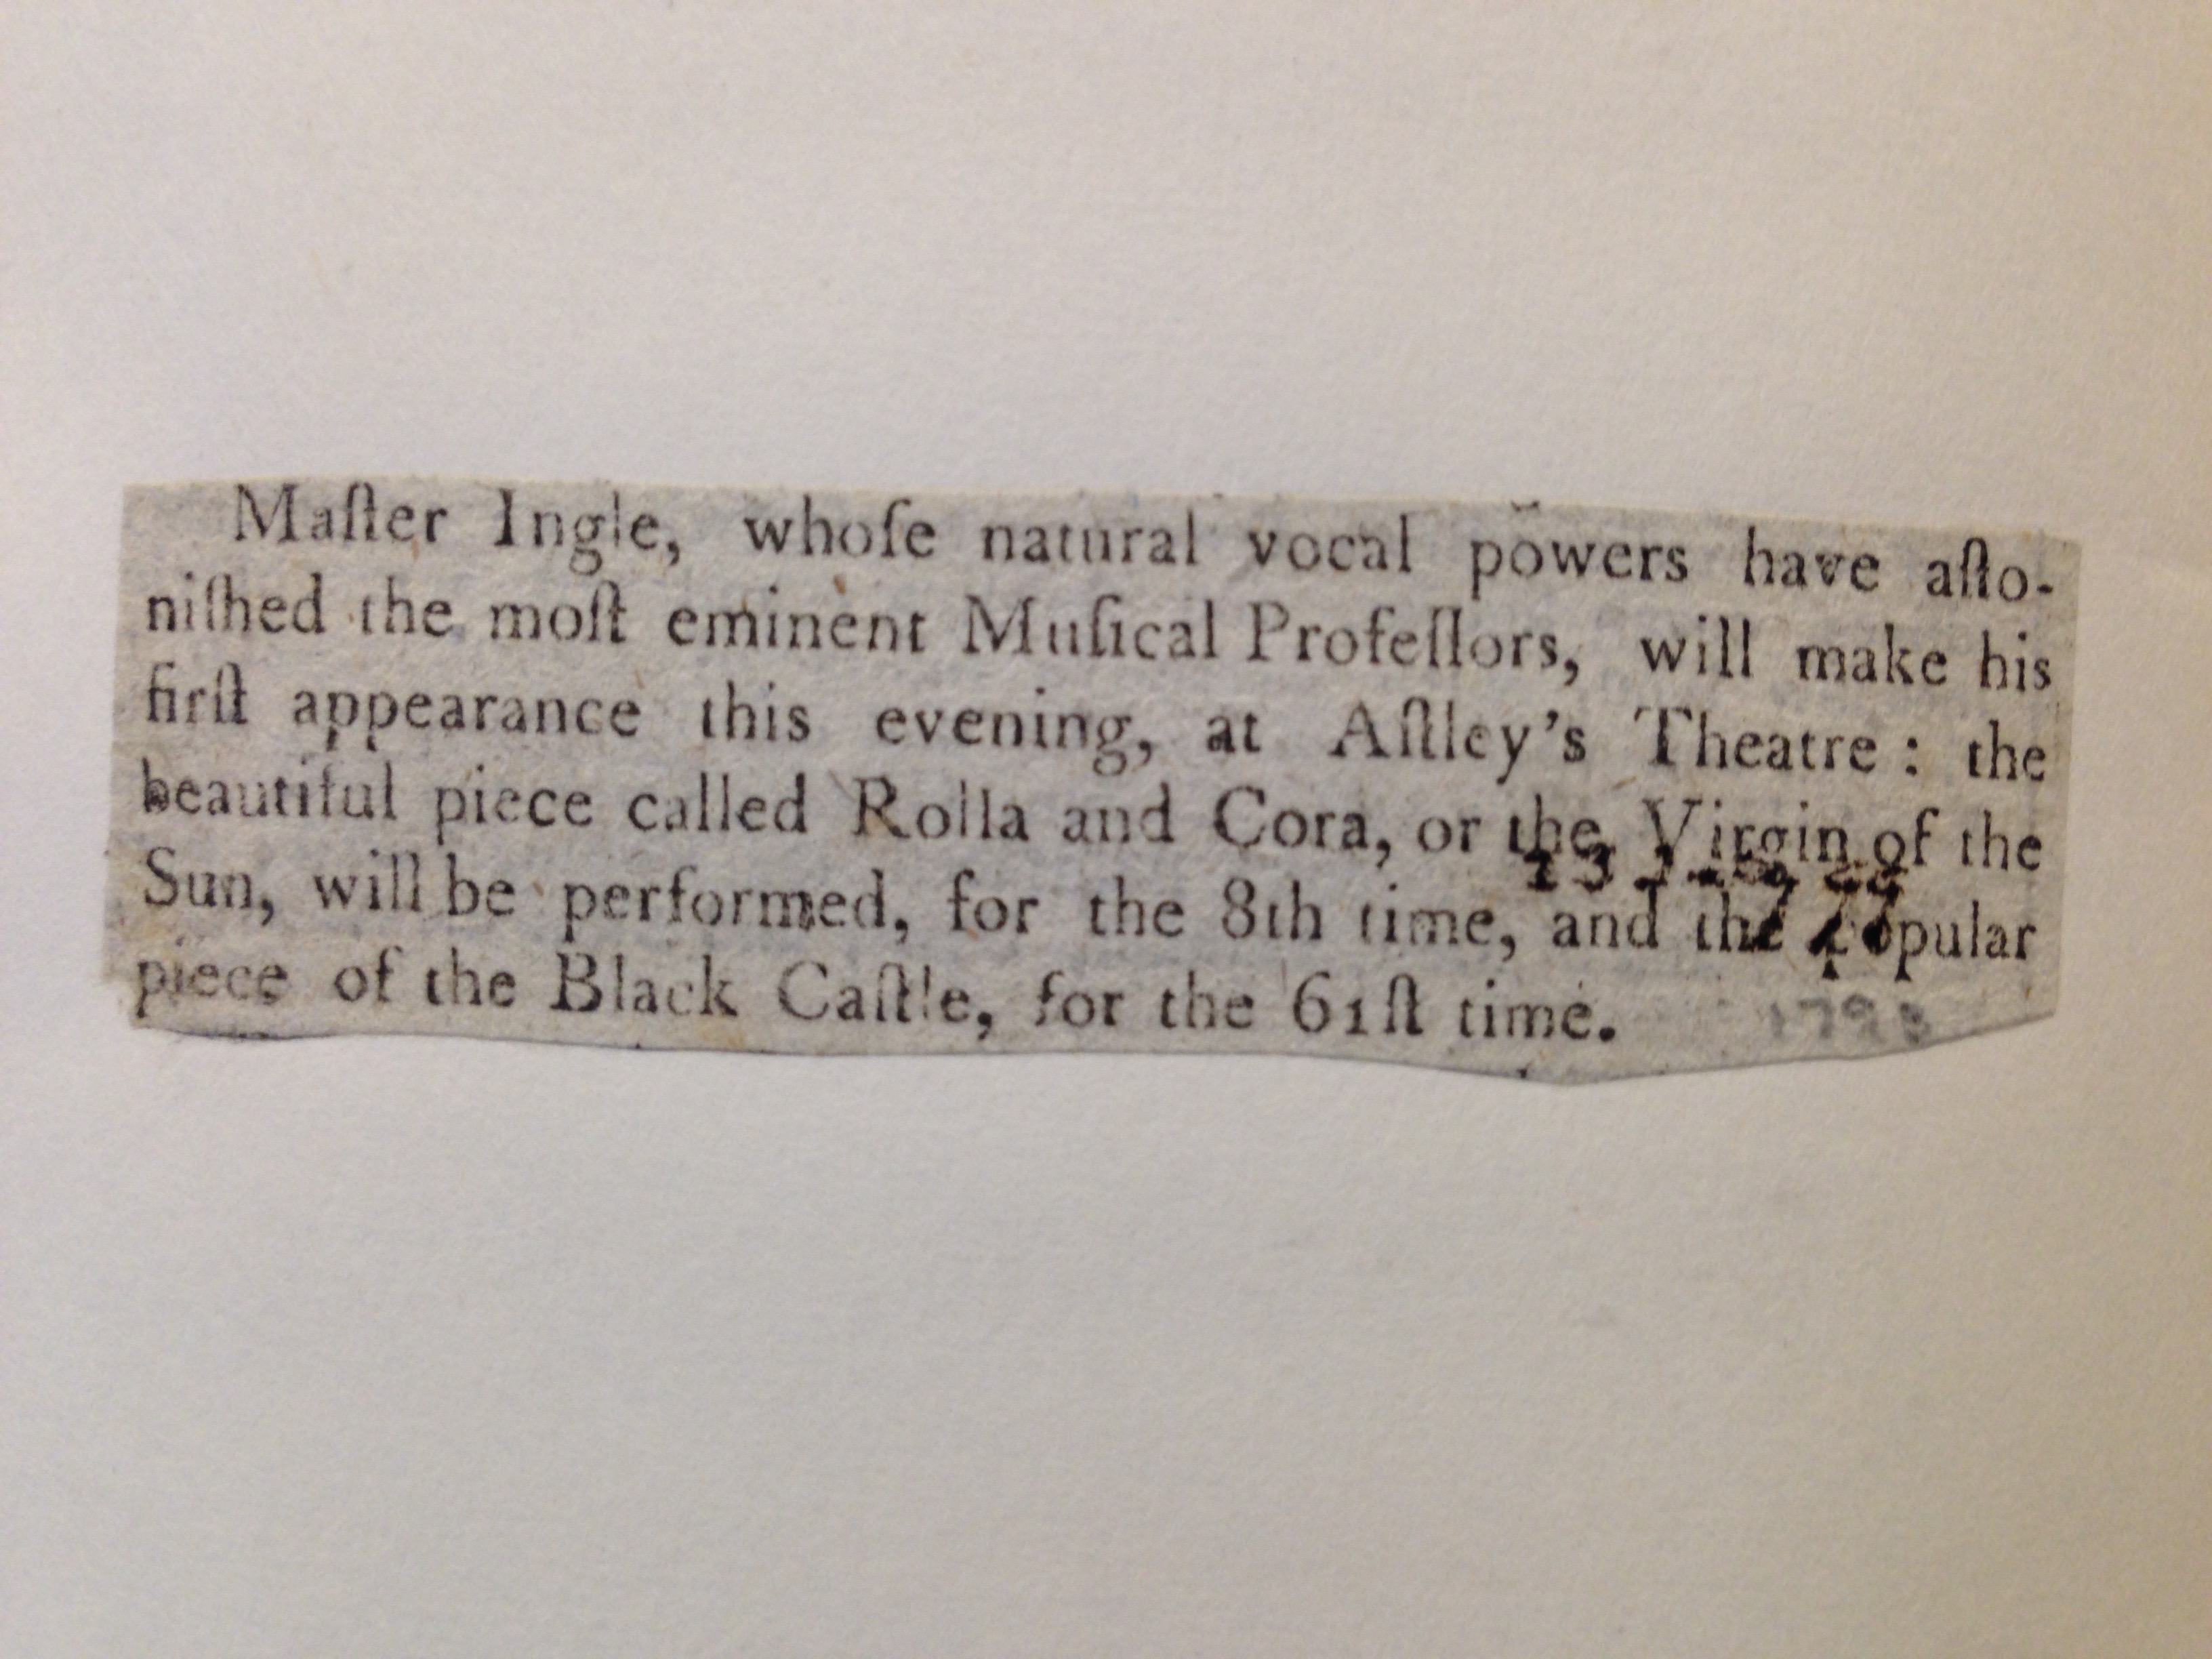 Maſter Ingle, whoſe natural vocal powers have aſto-
niſhed the moſt eminent Muſical Profeſſors, will make his
firſt appearance this evening, at Aſtley's Theatre : the
beautiful piece called Rolla and Cora, or the Virgin of the
Sun, will be performed, for the 8th time, and the popular
piece of the Black Caſtle, for the 61ſt time.